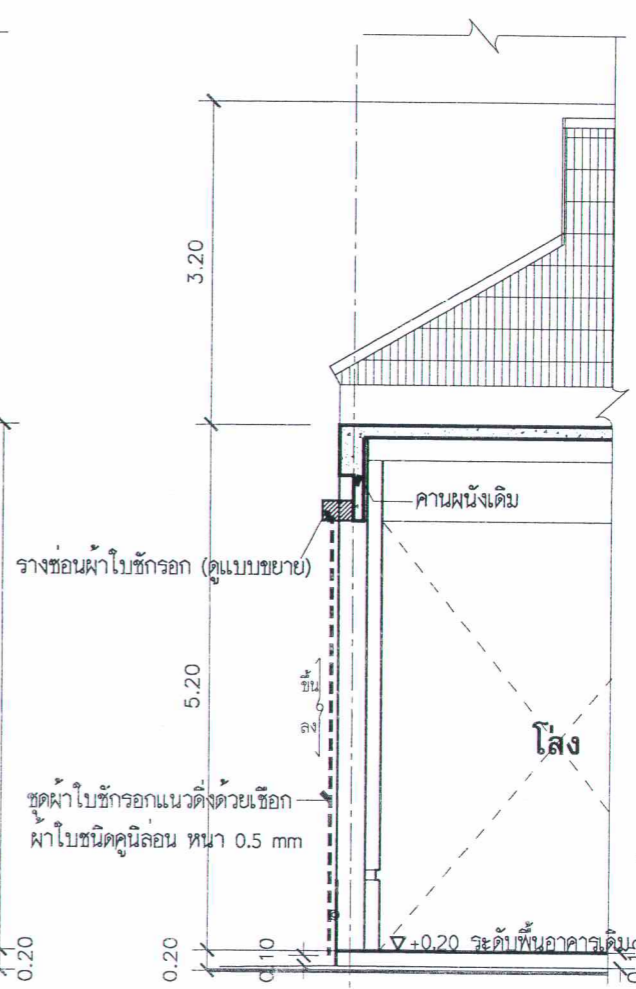 3.20
คานผนังเดิม
รางซ่อนผ้าใบชักรอก (ดูแบบขยาย)
5.20
ขึ้น
ลง
โล่ง
ชุดผ้าใบชักรอกแนวดิ่งด้วยเชือก
ผ้าใบชนิดคูนิล่อน หนา 0.5 mm
0.20
0.20
0.10
+0.20 ระดับพื้นอาคารเดิม